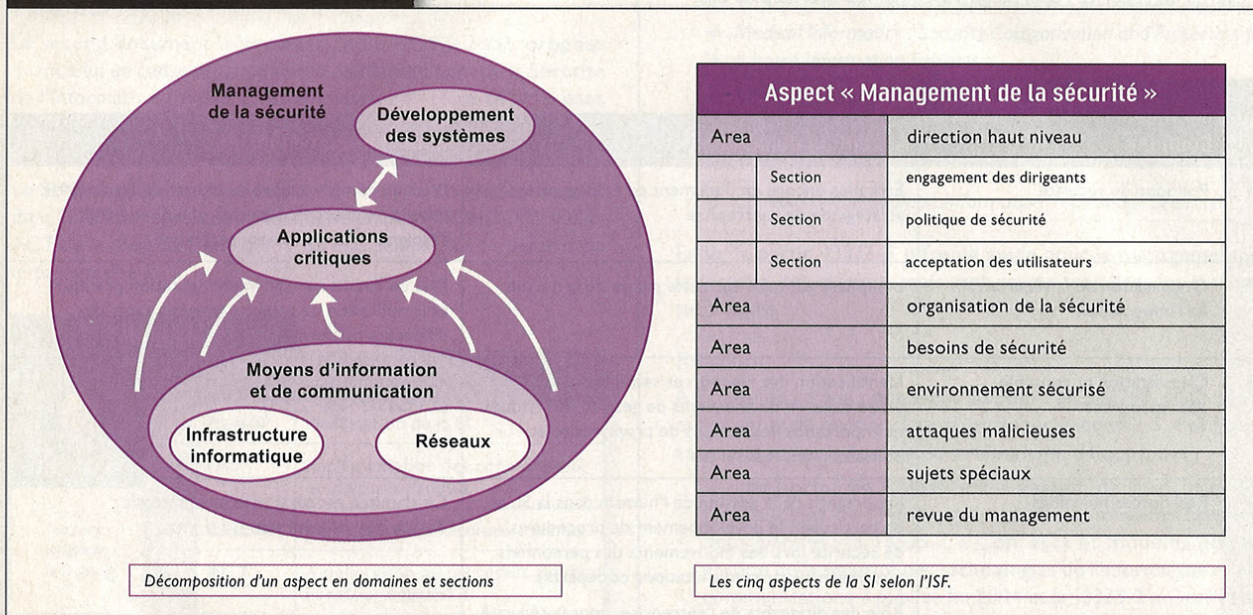 Management
de la sécurité
Développement
des systèmes
Applications
critiques
Moyens d'information
et de communication
Infrastructure
informatique
Réseaux
Décomposition d'un aspect en domaines et sections
Aspect « Management de la sécurité »
Area direction haut niveau
Section engagement des dirigeants
Section politique de sécurité
Section acceptation des utilisateurs
Area organisation de la sécurité
Area besoins de sécurité
Area environnement sécurisé
Area attaques malicieuses
Area sujets spéciaux
Area revue du management
Les cinq aspects de la SI selon l'ISF.